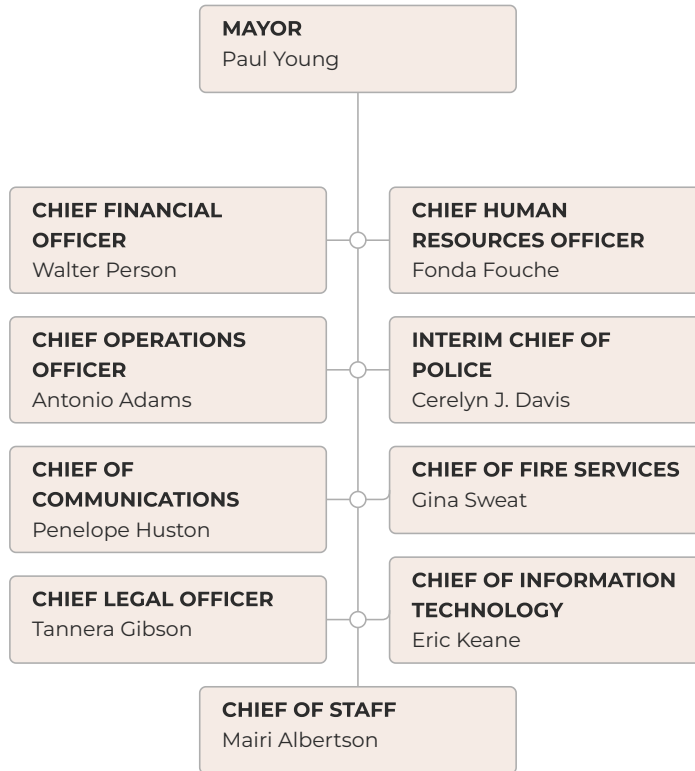 MAYOR
Paul Young
CHIEF FINANCIAL
OFFICER
Walter Person
CHIEF HUMAN
RESOURCES OFFICER
Fonda Fouche
CHIEF OPERATIONS
OFFICER
Antonio Adams
INTERIM CHIEF OF
POLICE
Cerelyn J. Davis
CHIEF OF
COMMUNICATIONS
Penelope Huston
CHIEF OF FIRE SERVICES
Gina Sweat
CHIEF LEGAL OFFICER
Tannera Gibson
CHIEF OF INFORMATION
TECHNOLOGY
Eric Keane
CHIEF OF STAFF
Mairi Albertson